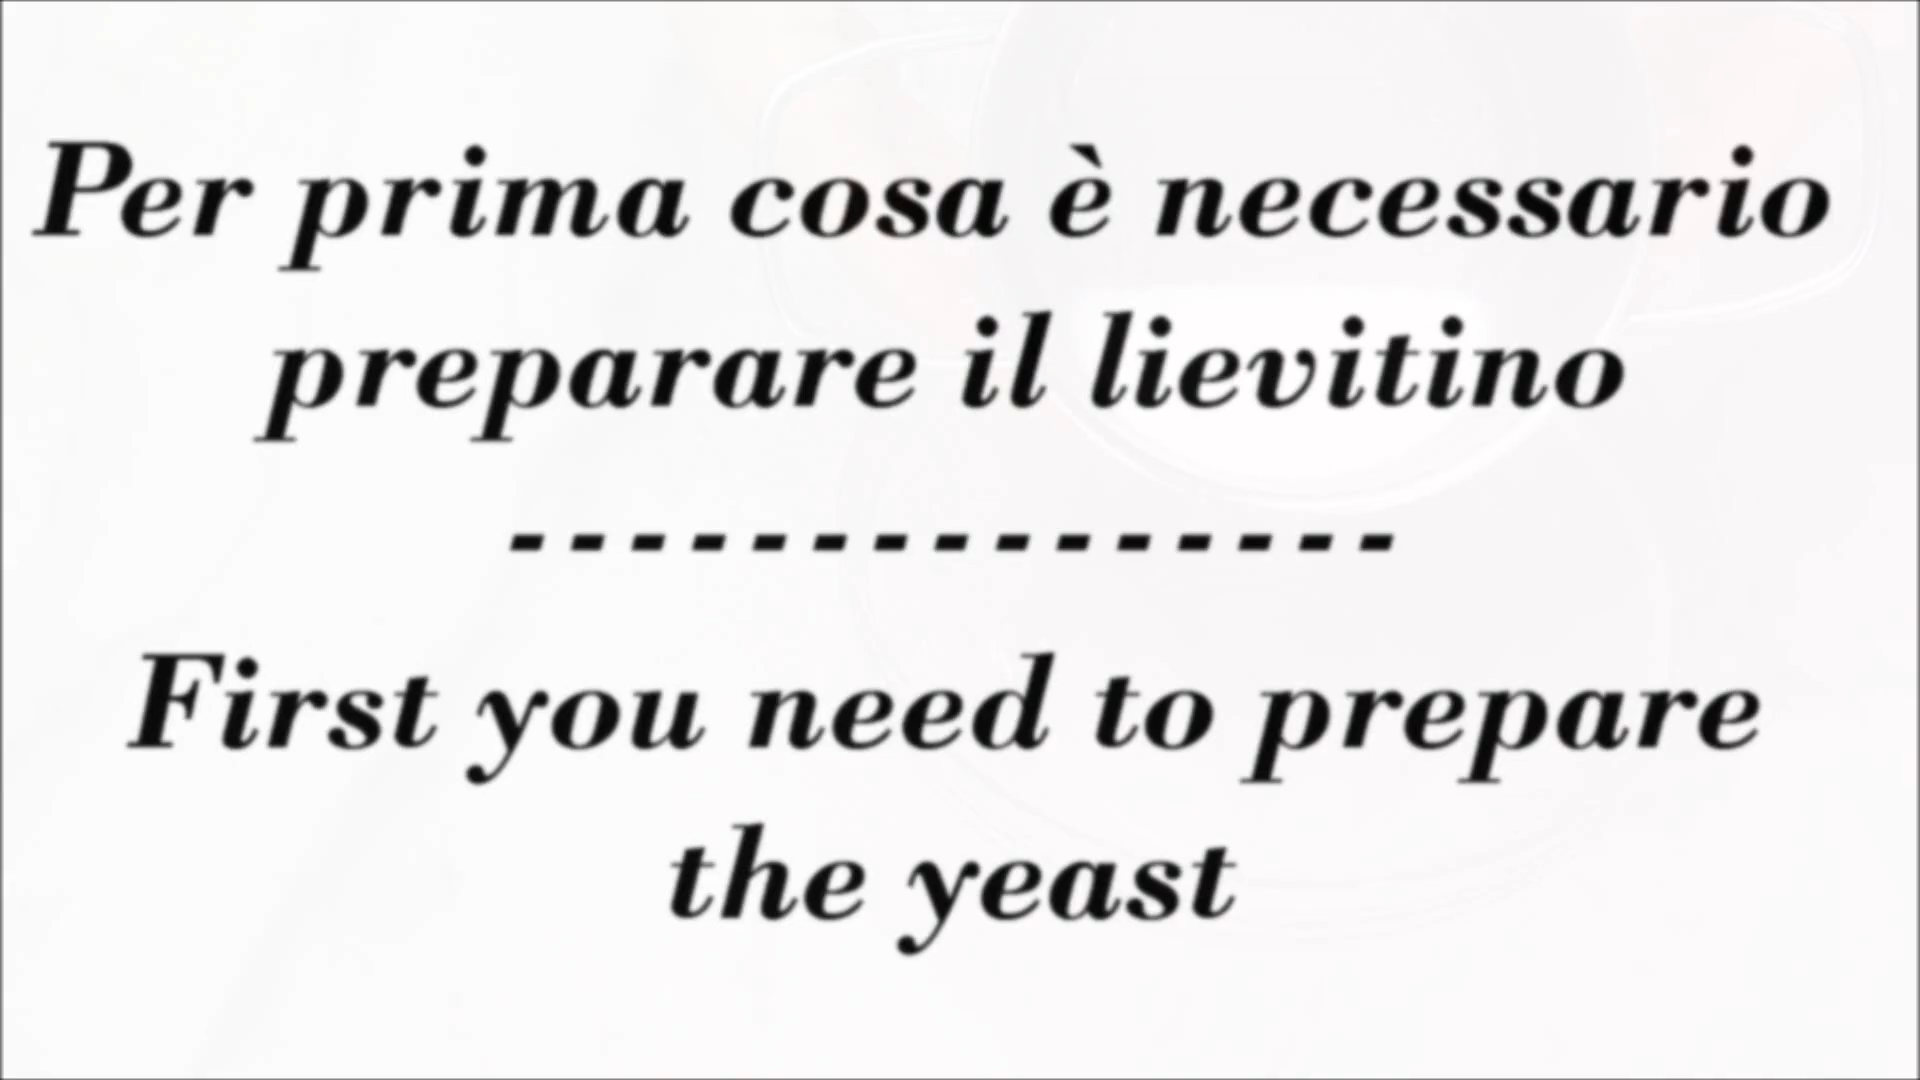 Per prima cosa è necessario
preparare il lievitino
---------------
First you need to prepare
the yeast